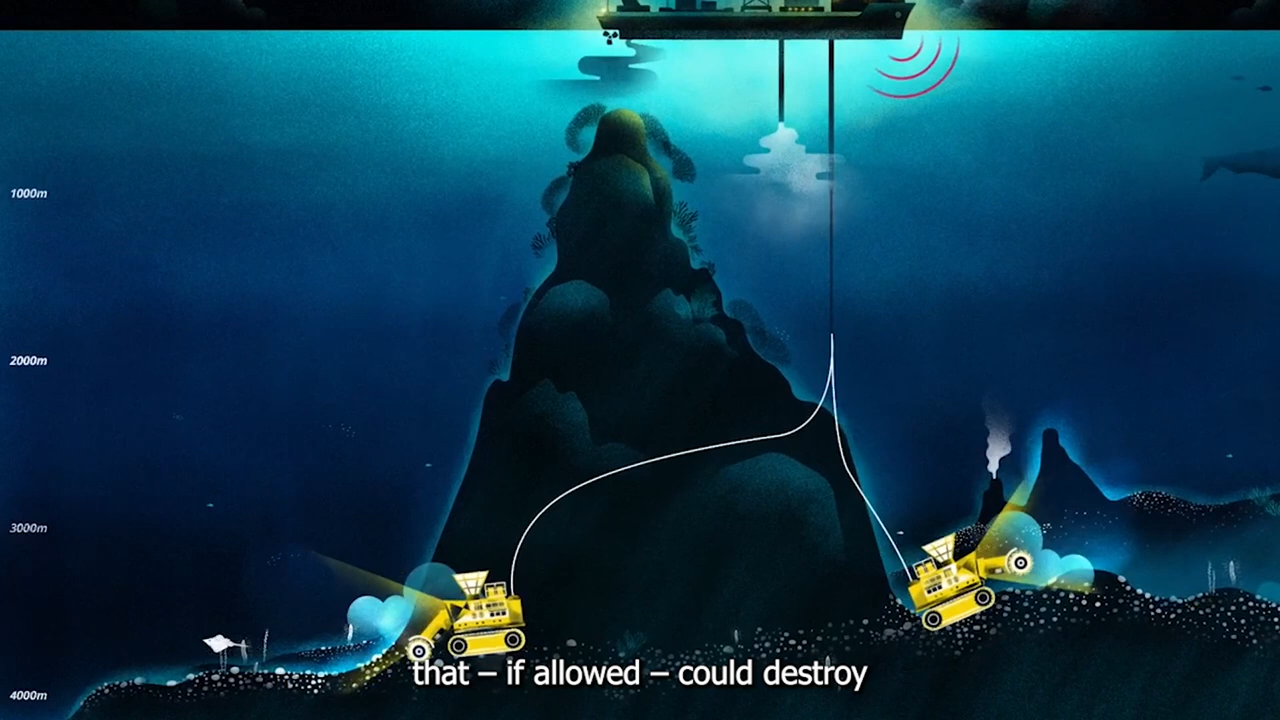 1000m
2000m
3000m
4000m
that – if allowed – could destroy